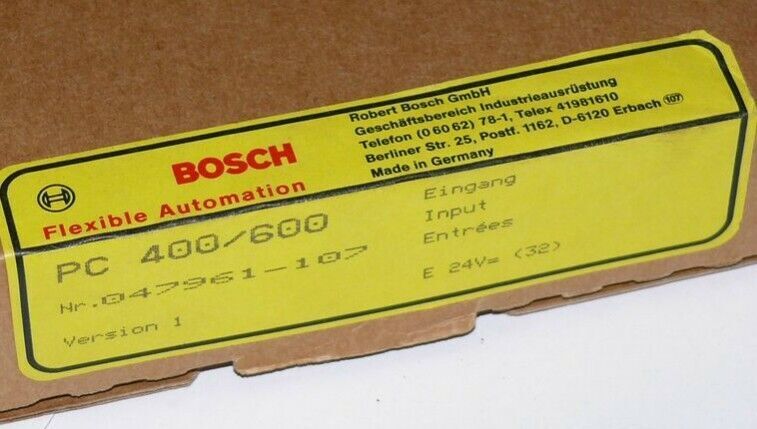 BOSCH
Flexible Automation
Robert Bosch GmbH
Geschäftsbereich Industrieausrüstung
Telefon (0 60 62) 78-1, Telex 41981610
Berliner Str. 25, Postf. 1162, D-6120 Erbach 107
Made in Germany
PC 400/600
Nr.047961-107
Version 1
Eingang
Input
Entrées
E 24V= (32)